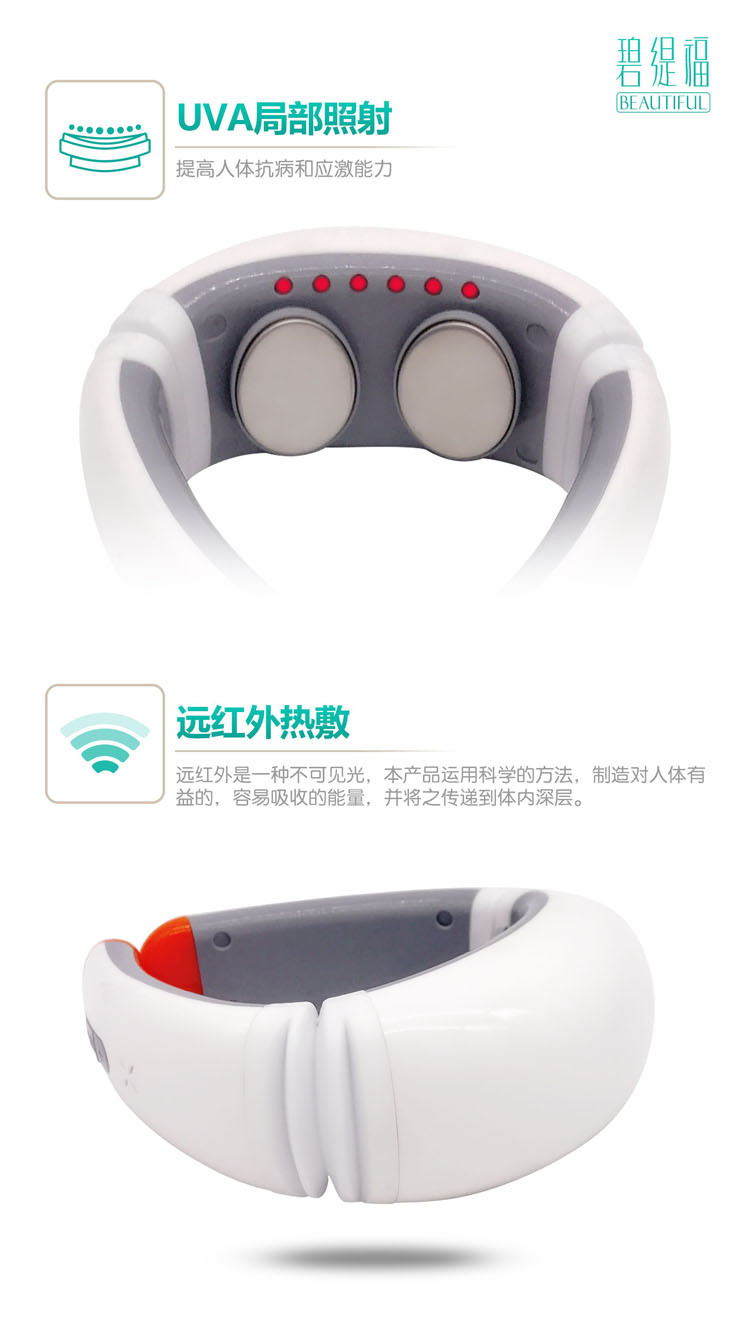 碧缇福
BEAUTIFUL
UVA局部照射
提高人体抗病和应激能力
远红外热敷
远红外是一种不可见光，本产品运用科学的方法，制造对人体有
益的，容易吸收的能量，并将之传递到体内深层。